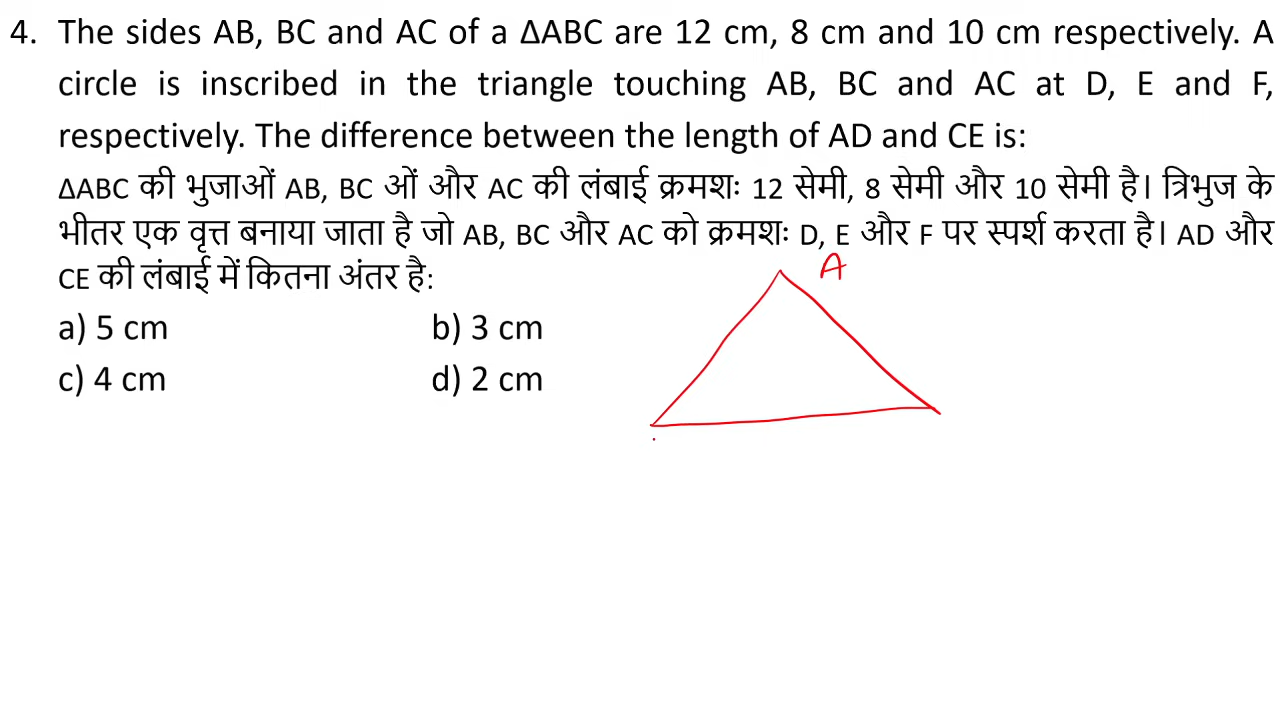 4. The sides AB, BC and AC of a ΔABC are 12 cm, 8 cm and 10 cm respectively. A
circle is inscribed in the triangle touching AB, BC and AC at D, E and F,
respectively. The difference between the length of AD and CE is:
ΔABC की भुजाओं AB, BC ओं और AC की लंबाई क्रमशः 12 सेमी, 8 सेमी और 10 सेमी है। त्रिभुज के
भीतर एक वृत्त बनाया जाता है जो AB, BC और AC को क्रमशः D, E और F पर स्पर्श करता है। AD और
CE की लंबाई में कितना अंतर है:
A
a) 5 cm b) 3 cm
c) 4 cm d) 2 cm